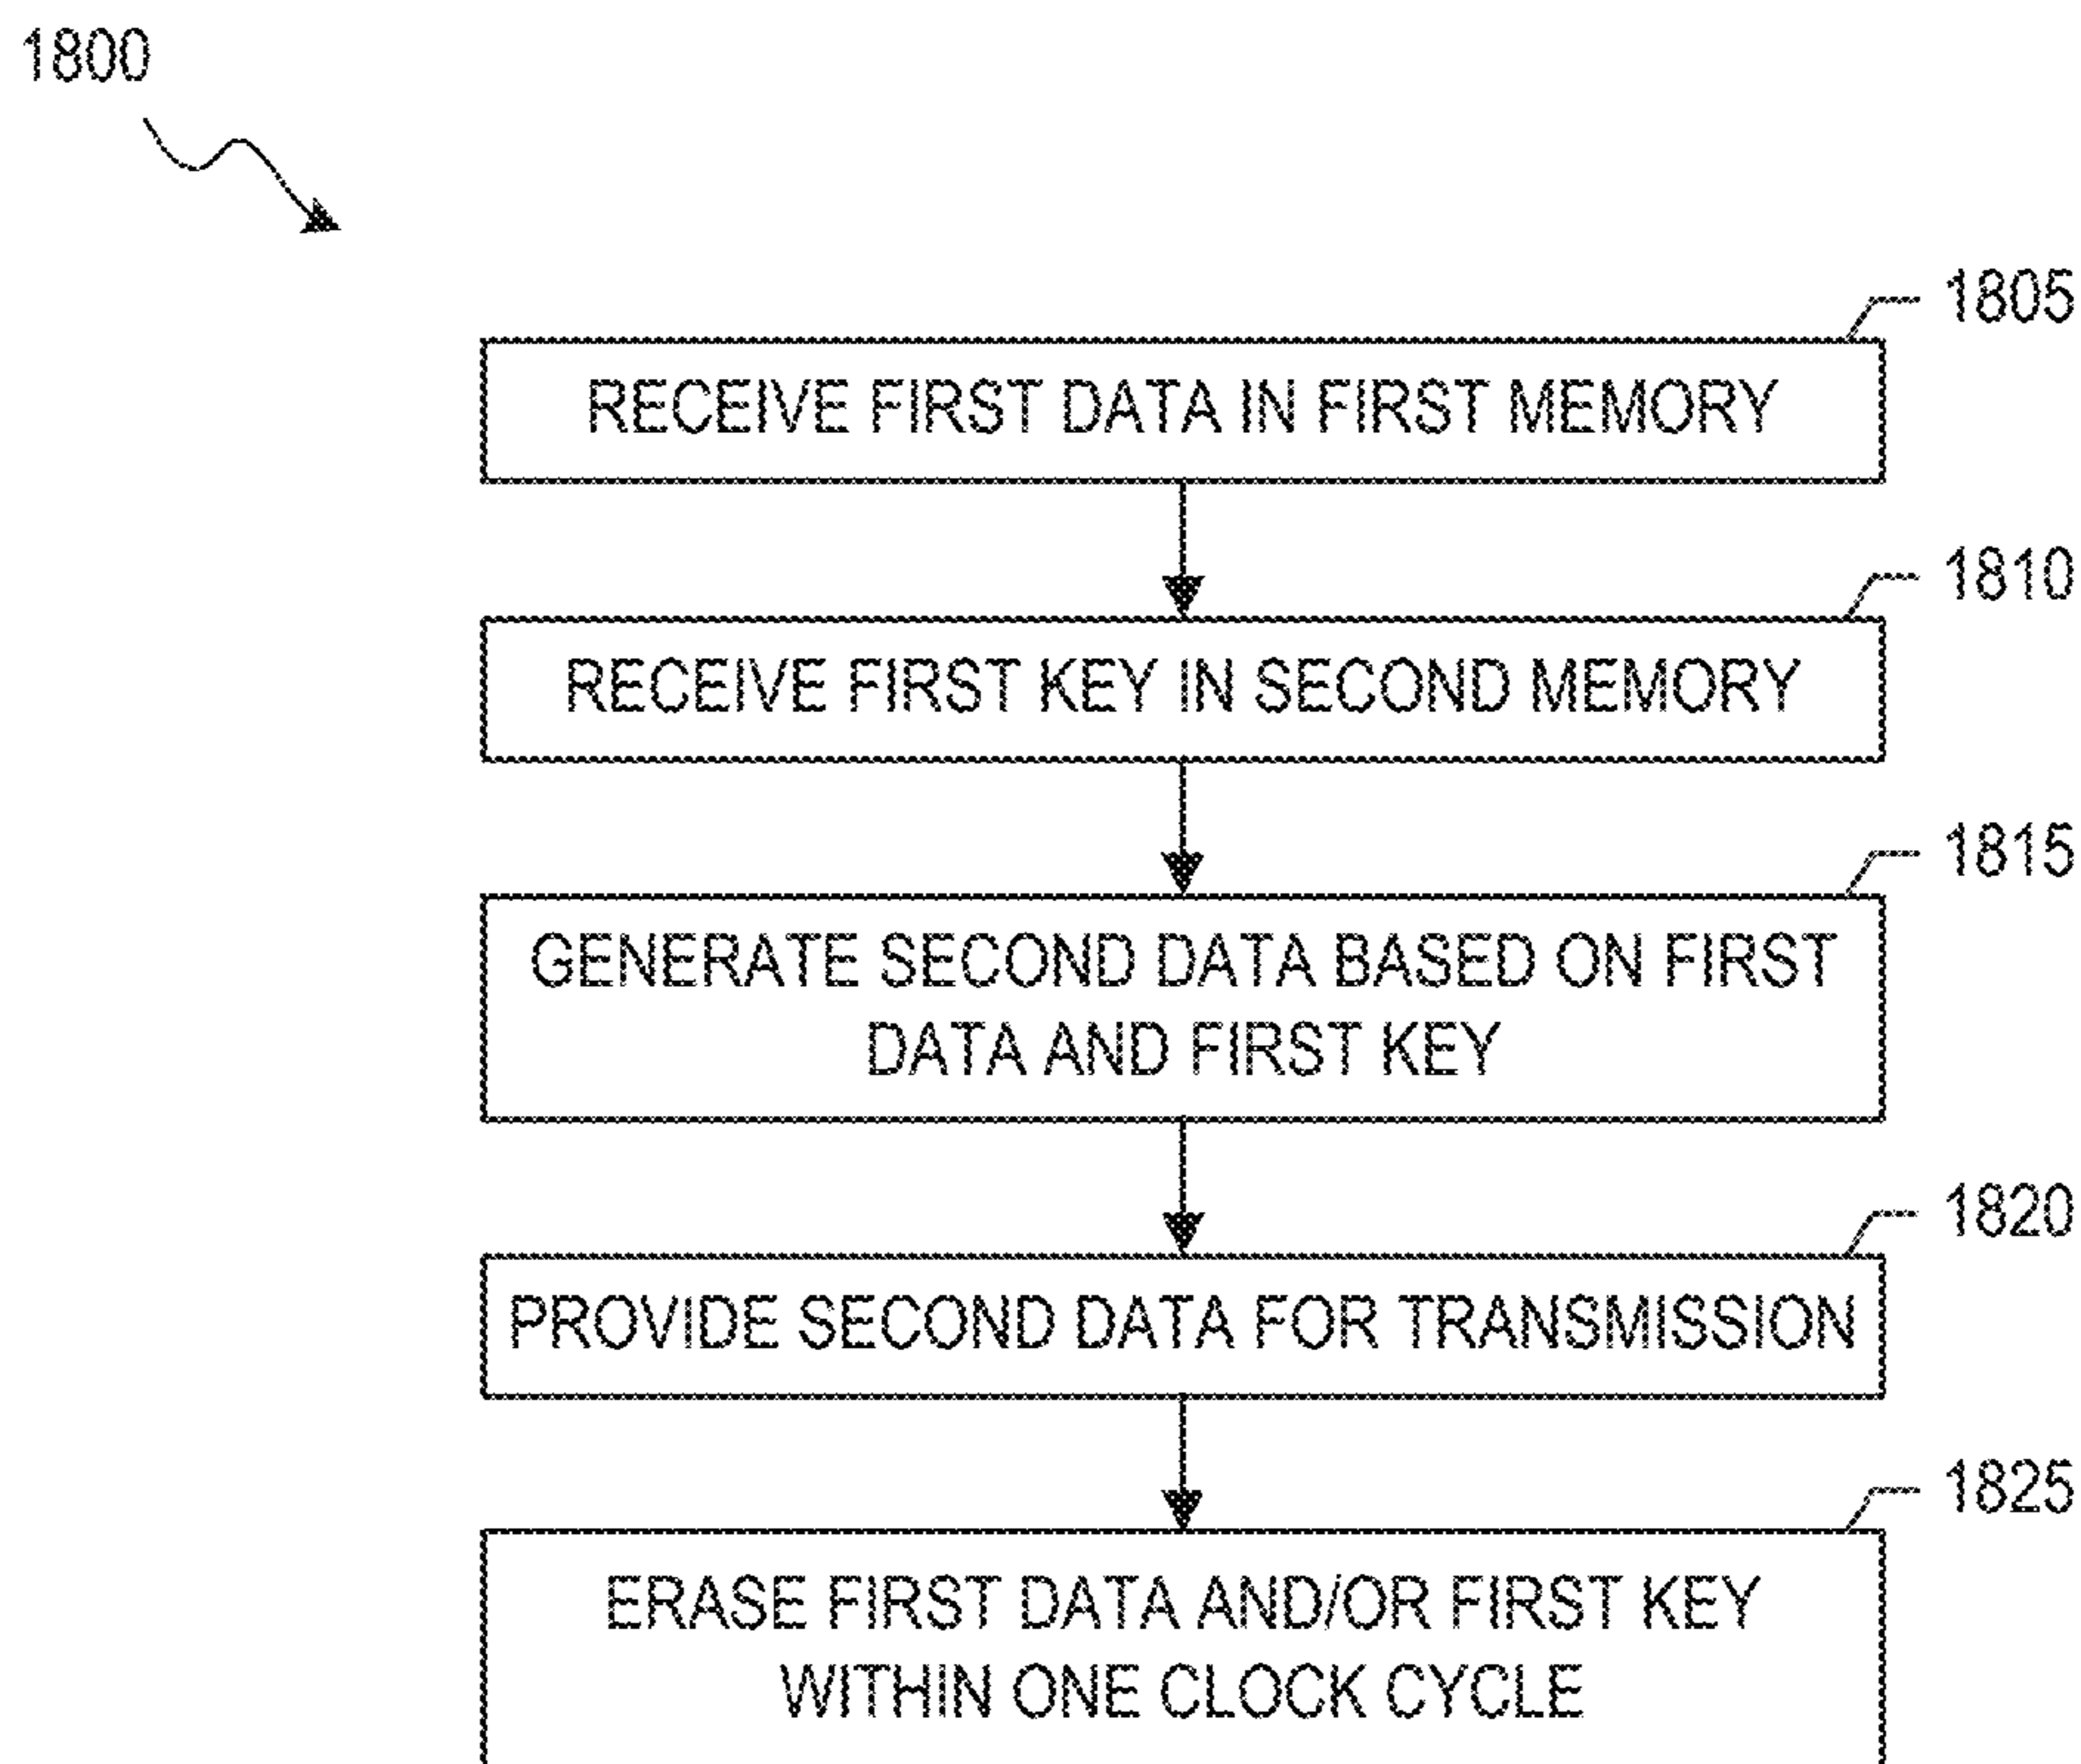 1800
1805
RECEIVE FIRST DATA IN FIRST MEMORY
1810
RECEIVE FIRST KEY IN SECOND MEMORY
1815
GENERATE SECOND DATA BASED ON FIRST
DATA AND FIRST KEY
1820
PROVIDE SECOND DATA FOR TRANSMISSION
1825
ERASE FIRST DATA AND/OR FIRST KEY
WITHIN ONE CLOCK CYCLE